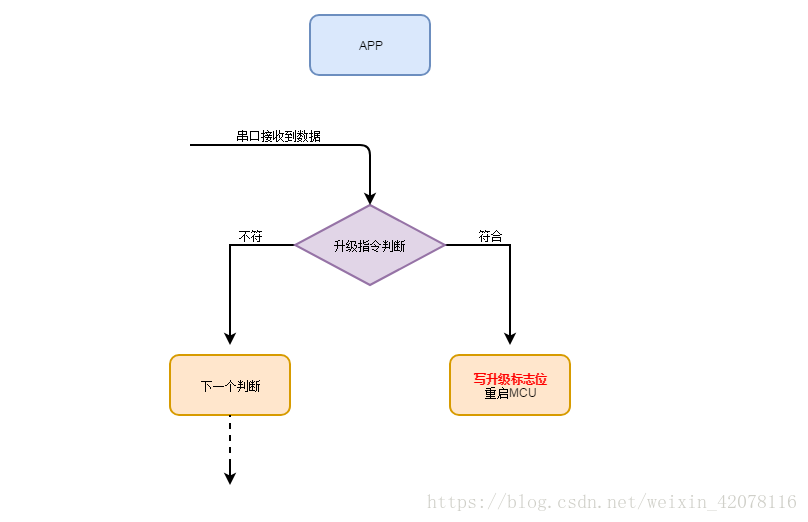 APP
串口接收到数据
升级指令判断
不符
符合
下一个判断
写升级标志位
重启MCU
https://blog.csdn.net/weixin_42078116